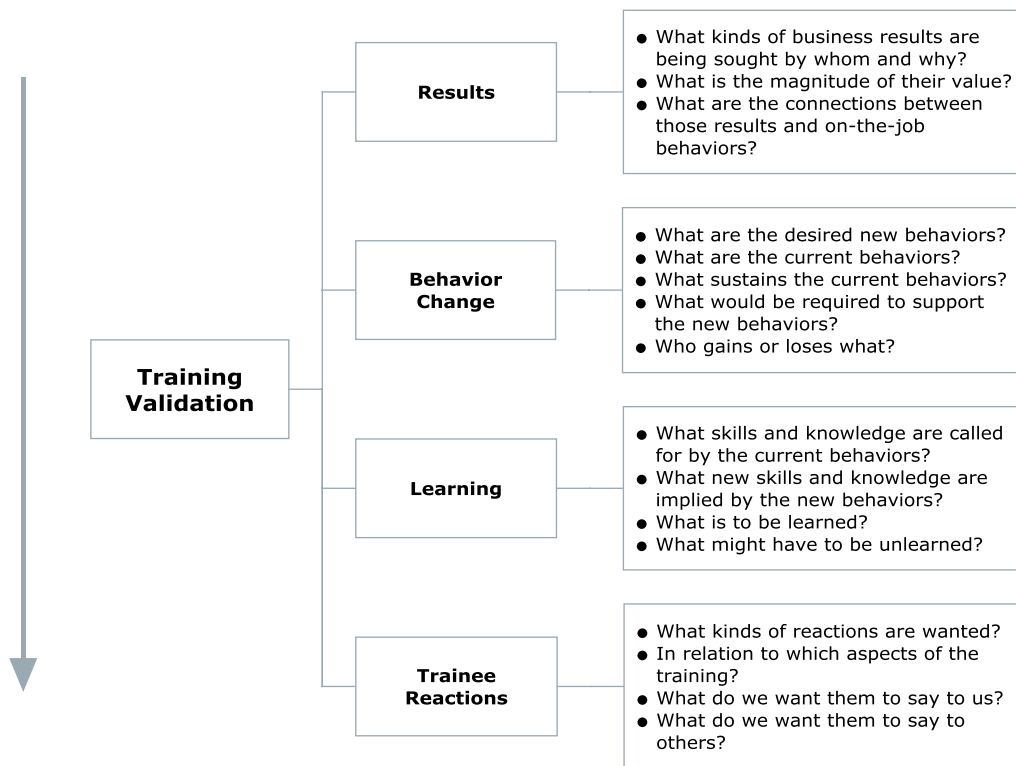 Training
Validation
Results
● What kinds of business results are
being sought by whom and why?
● What is the magnitude of their value?
● What are the connections between
those results and on-the-job
behaviors?
Behavior
Change
● What are the desired new behaviors?
● What are the current behaviors?
● What sustains the current behaviors?
● What would be required to support
the new behaviors?
● Who gains or loses what?
Learning
● What skills and knowledge are called
for by the current behaviors?
● What new skills and knowledge are
implied by the new behaviors?
● What is to be learned?
● What might have to be unlearned?
Trainee
Reactions
● What kinds of reactions are wanted?
● In relation to which aspects of the
training?
● What do we want them to say to us?
● What do we want them to say to
others?